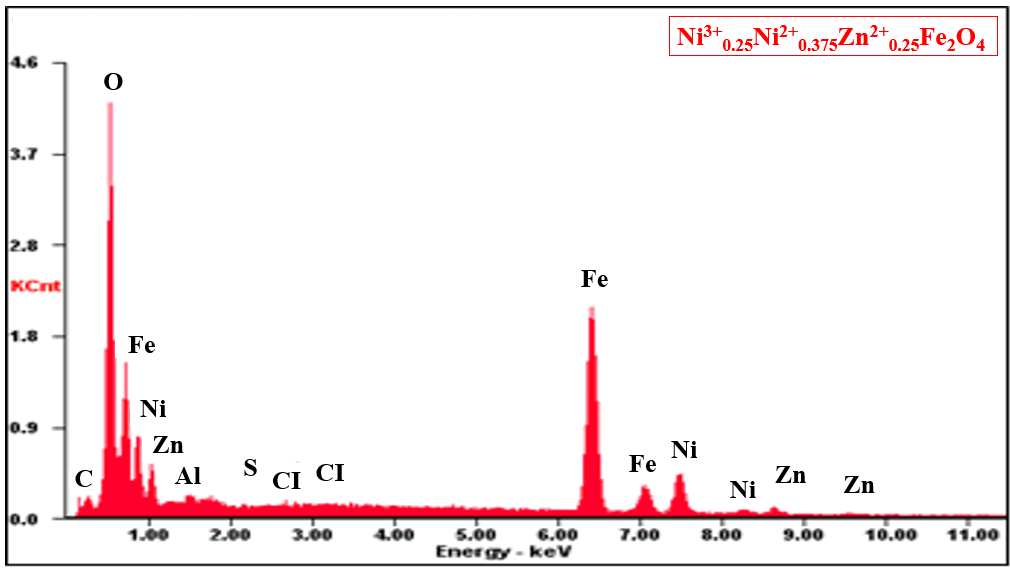 Ni³⁺₀.₂₅Ni²⁺₀.₃₇₅Zn²⁺₀.₂₅Fe₂O₄
4.6
O
3.7
2.8
KCnt
Fe
1.8
Fe
0.9
Ni
Zn
C
Al
S
CI
CI
Fe
Ni
Ni
Zn
Zn
0.0
1.00 2.00 3.00 4.00 5.00 6.00 7.00 8.00 9.00 10.00 11.00
Energy - keV